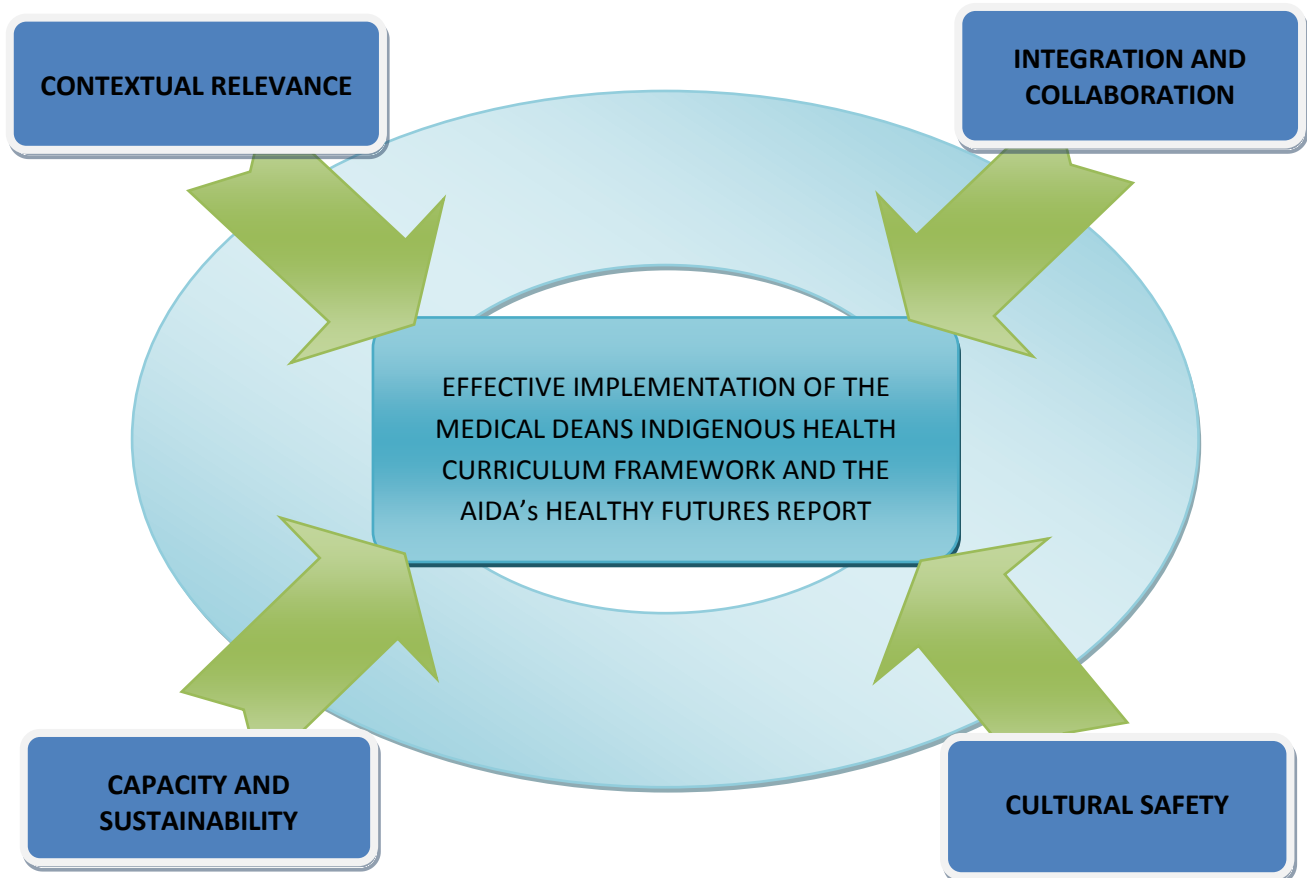 CONTEXTUAL RELEVANCE
INTEGRATION AND
COLLABORATION
EFFECTIVE IMPLEMENTATION OF THE
MEDICAL DEANS INDIGENOUS HEALTH
CURRICULUM FRAMEWORK AND THE
AIDA’s HEALTHY FUTURES REPORT
CAPACITY AND
SUSTAINABILITY
CULTURAL SAFETY